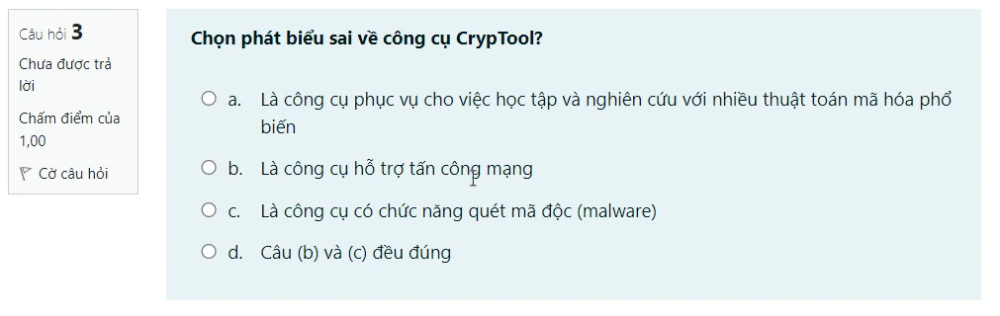 Câu hỏi 3
Chưa được trả
lời
Chấm điểm của
1,00
Cờ câu hỏi
Chọn phát biểu sai về công cụ CrypTool?
a. Là công cụ phục vụ cho việc học tập và nghiên cứu với nhiều thuật toán mã hóa phổ
biến
b. Là công cụ hỗ trợ tấn công mạng
c. Là công cụ có chức năng quét mã độc (malware)
d. Câu (b) và (c) đều đúng